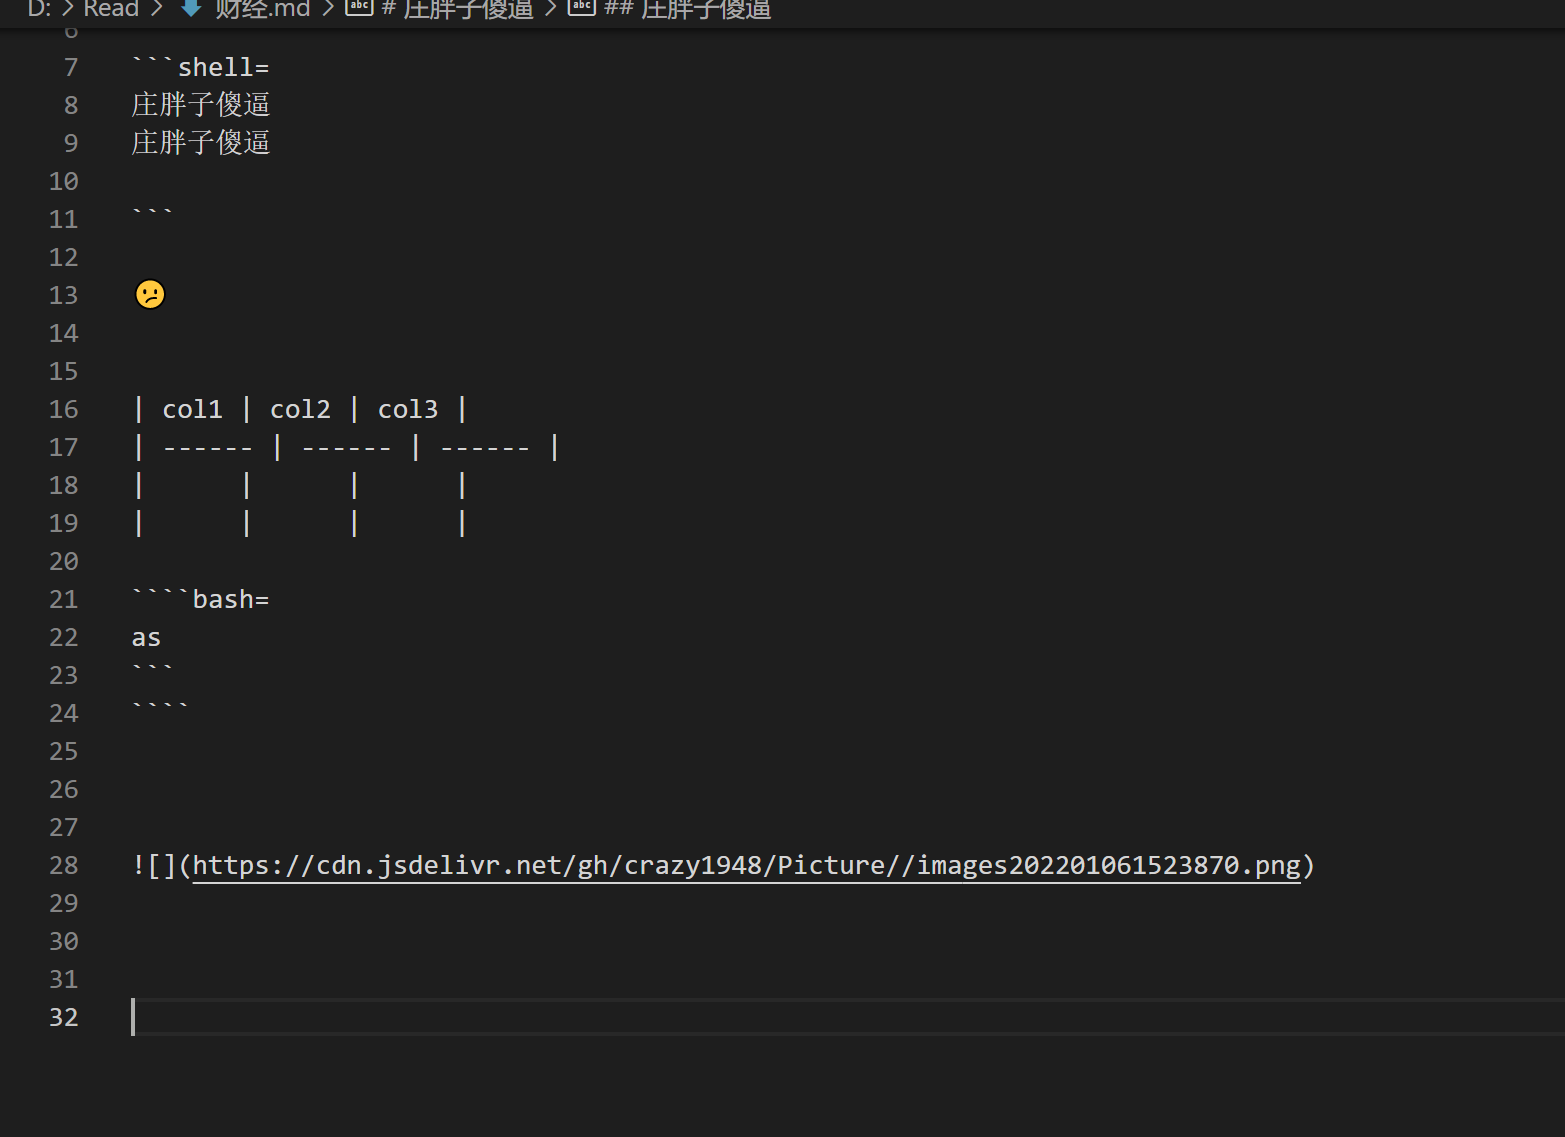 D: > Read > 财经.md > # 庄胖子傻逼 > ## 庄胖子傻逼
6
7 ```shell=
8 庄胖子傻逼
9 庄胖子傻逼
10
11 ```
12
13 😕
14
15
16 | col1 | col2 | col3 |
17 | ------ | ------ | ------ |
18 |      |      |      |
19 |      |      |      |
20
21 ````bash=
22 as
23 ```
24 ````
25
26
27
28 ![](https://cdn.jsdelivr.net/gh/crazy1948/Picture//images202201061523870.png)
29
30
31
32